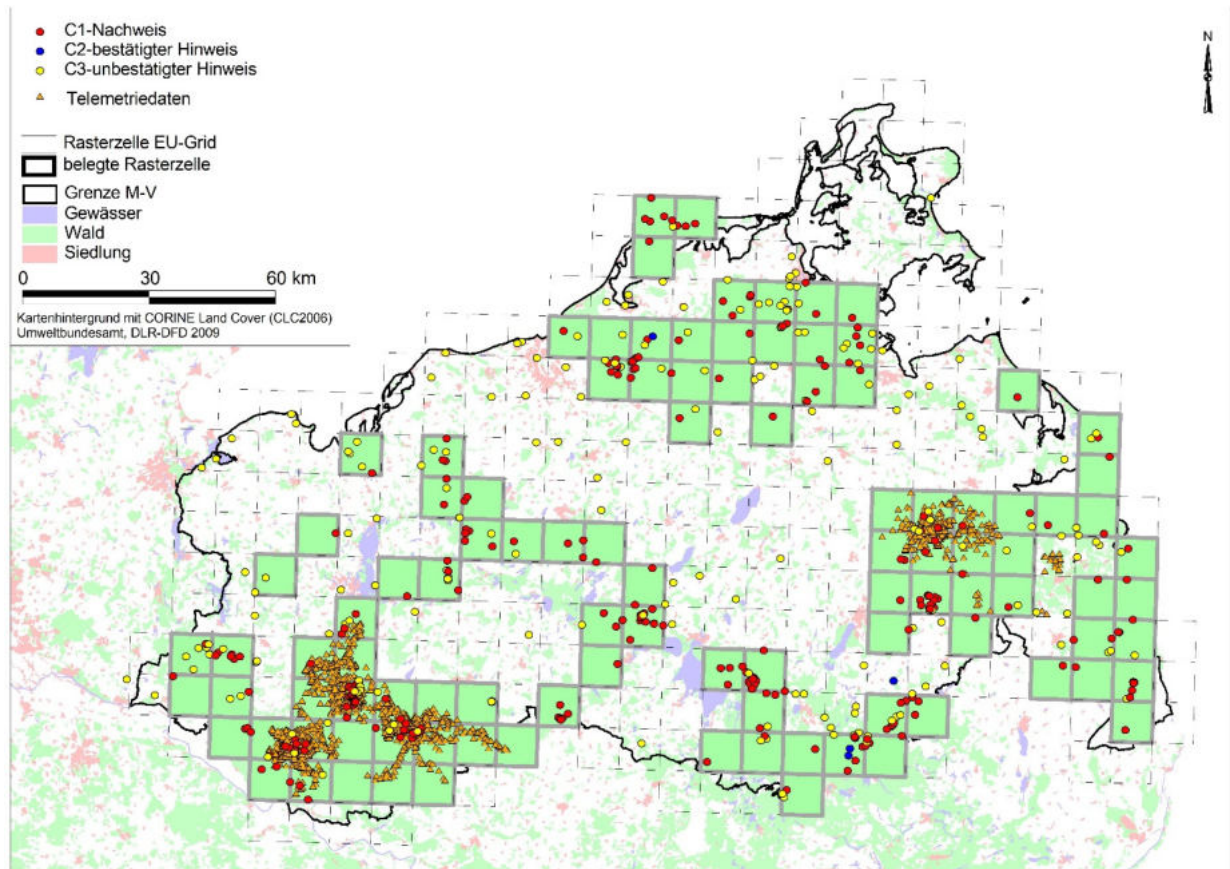 C1-Nachweis
C2-bestätigter Hinweis
C3-unbestätigter Hinweis
Telemetriedaten
Rasterzelle EU-Grid
belegte Rasterzelle
Grenze M-V
Gewässer
Wald
Siedlung
0 30 60 km
Kartenhintergrund mit CORINE Land Cover (CLC2006)
Umweltbundesamt, DLR-DFD 2009
N